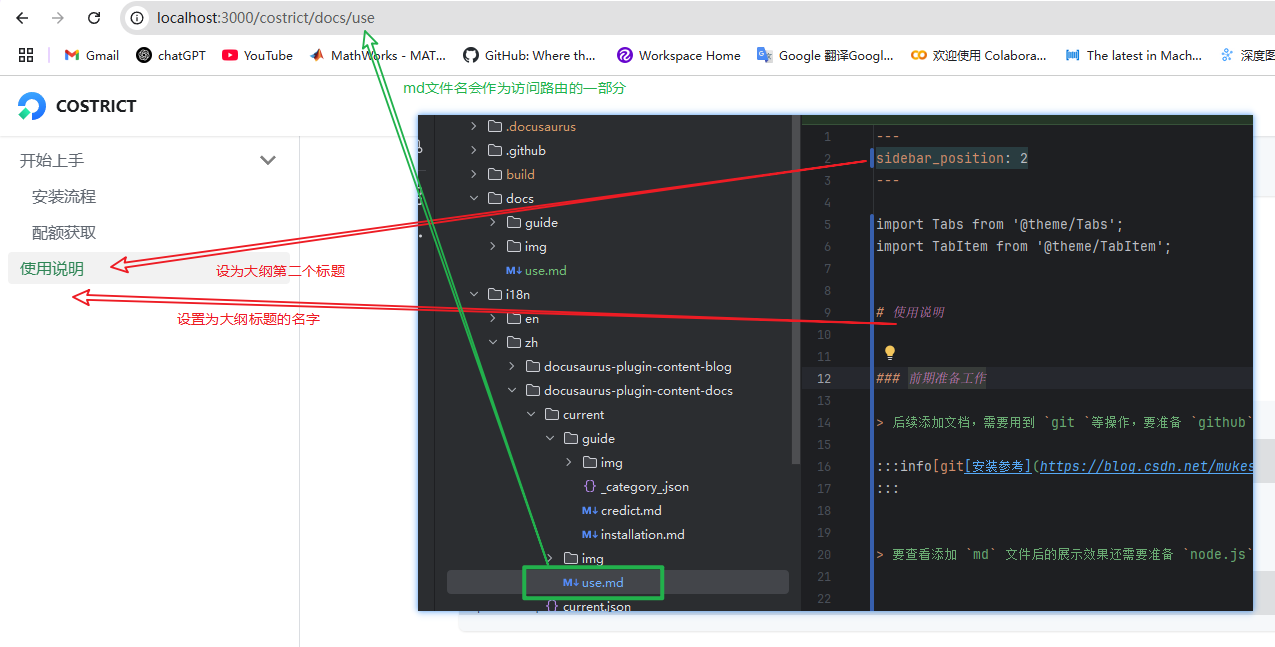 localhost:3000/costrict/docs/use
Gmail
chatGPT
YouTube
MathWorks - MAT...
GitHub: Where th...
Workspace Home
Google 翻译Googl...
欢迎使用 Colabora...
The latest in Mach...
深度图
md文件名会作为访问路由的一部分
COSTRICT
开始上手
安装流程
配额获取
使用说明
设为大纲第二个标题
设置为大纲标题的名字
.docusaurus
.github
build
docs
guide
img
M↓ use.md
i18n
en
zh
docusaurus-plugin-content-blog
docusaurus-plugin-content-docs
current
guide
img
{} _category_.json
M↓ credict.md
M↓ installation.md
img
M↓ use.md
{} current.json
1 ---
2 sidebar_position: 2
3 ---
4
5 import Tabs from '@theme/Tabs';
6 import TabItem from '@theme/TabItem';
7
8
9 # 使用说明
10
11
12 ### 前期准备工作
13
14 > 后续添加文档，需要用到 `git `等操作，要准备 `github`
15
16 :::info[git[安装参考](https://blog.csdn.net/mukes
17 :::
18
19
20 > 要查看添加 `md` 文件后的展示效果还需要准备 `node.js`
21
22